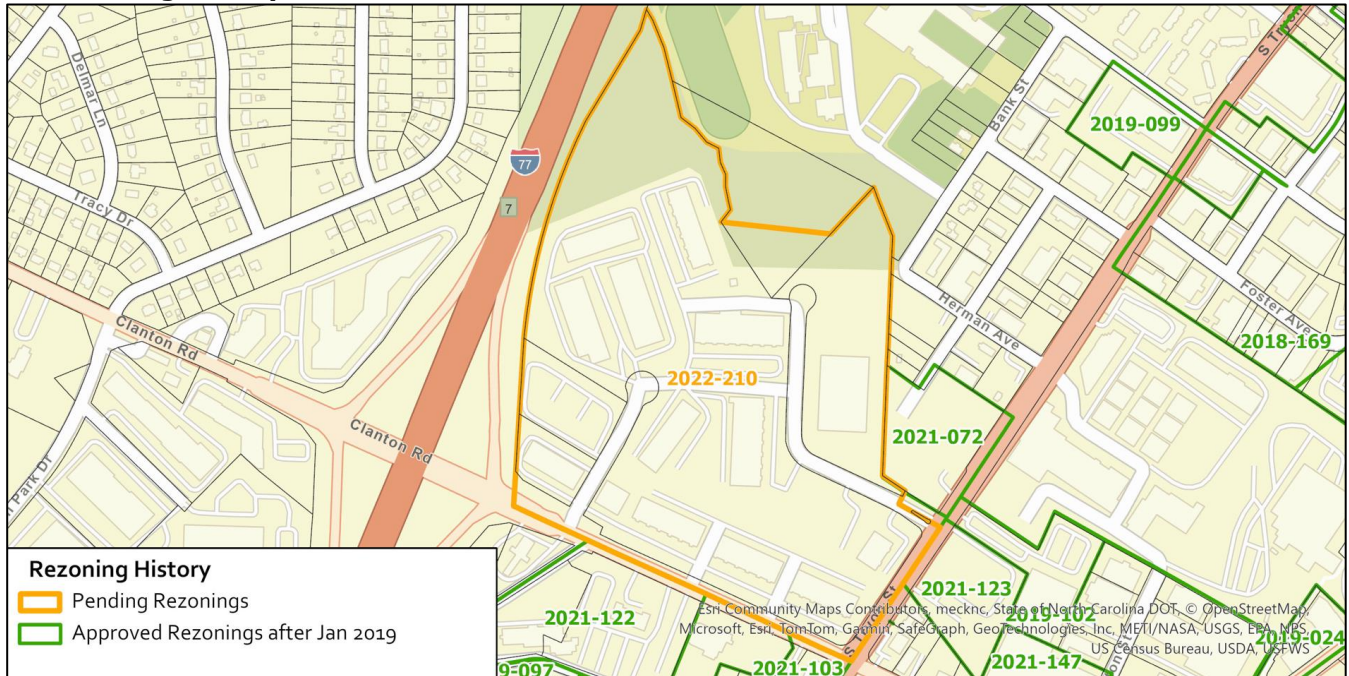 Delmar Ln
Tracy Dr
77
7
Bank St
S Tryon
2019-099
Foster Ave
2018-169
Herman Ave
Clanton Rd
2022-210
2021-072
Clanton Rd
Park Dr
S Tryon St
2021-123
2019-102
2019-024
2021-122
2021-103
2021-147
9-097
Rezoning History
Pending Rezonings
Approved Rezonings after Jan 2019
Esri Community Maps Contributors, mecknc, State of North Carolina DOT, © OpenStreetMap,
Microsoft, Esri, TomTom, Garmin, SafeGraph, GeoTechnologies, Inc, METI/NASA, USGS, EPA, NPS,
US Census Bureau, USDA, USFWS